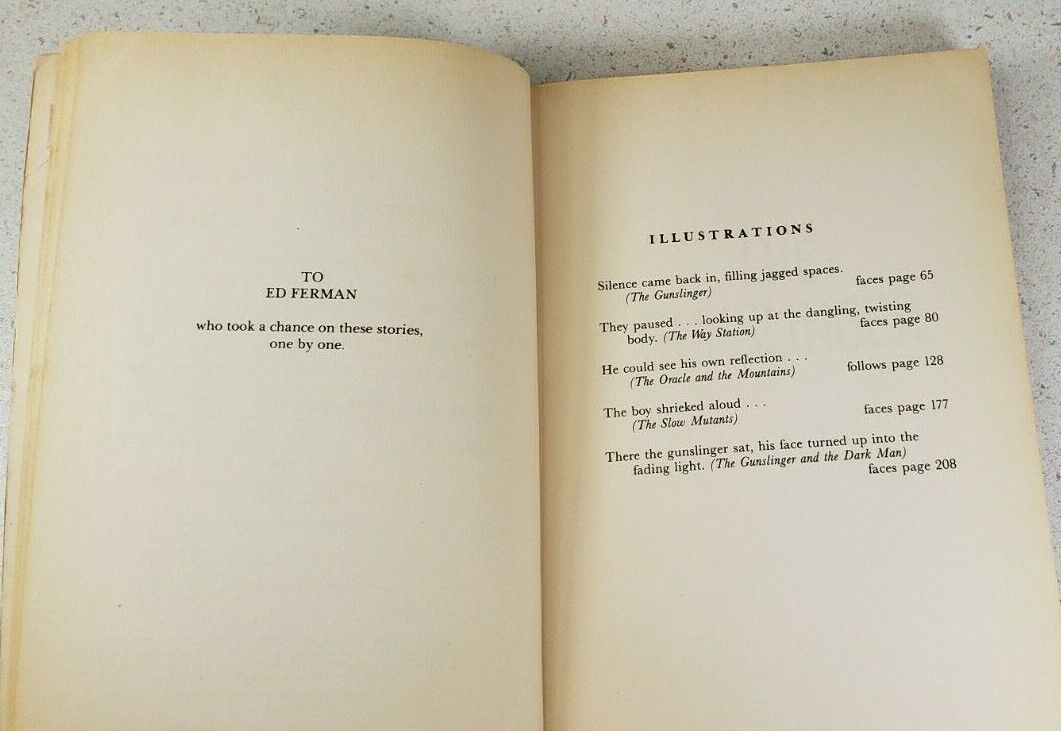 TO
ED FERMAN
who took a chance on these stories,
one by one.
ILLUSTRATIONS
Silence came back in, filling jagged spaces.
(The Gunslinger) faces page 65
They paused . . . looking up at the dangling, twisting
body. (The Way Station) faces page 80
He could see his own reflection . . .
(The Oracle and the Mountains) follows page 128
The boy shrieked aloud . . .
(The Slow Mutants) faces page 177
There the gunslinger sat, his face turned up into the
fading light. (The Gunslinger and the Dark Man)
faces page 208